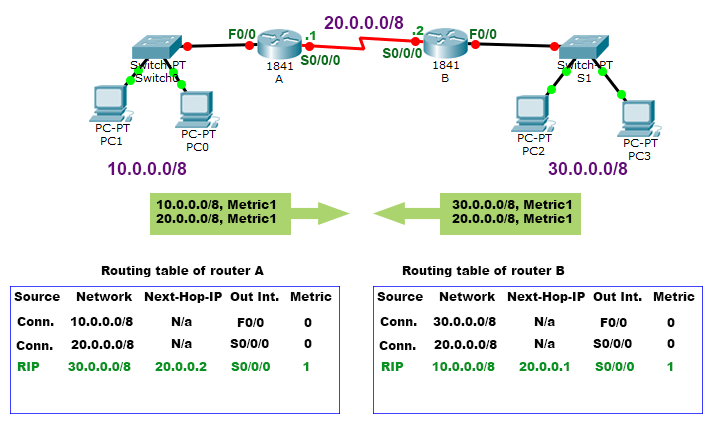 20.0.0.0/8
F0/0
.1
.2
F0/0
S0/0/0
S0/0/0
Switch-PT
Switch0
1841
A
1841
B
Switch-PT
S1
PC-PT
PC1
PC-PT
PC0
PC-PT
PC2
PC-PT
PC3
10.0.0.0/8
30.0.0.0/8
10.0.0.0/8, Metric1
20.0.0.0/8, Metric1
30.0.0.0/8, Metric1
20.0.0.0/8, Metric1
Routing table of router A
Source Network Next-Hop-IP Out Int. Metric
Conn. 10.0.0.0/8 N/a F0/0 0
Conn. 20.0.0.0/8 N/a S0/0/0 0
RIP 30.0.0.0/8 20.0.0.2 S0/0/0 1
Routing table of router B
Source Network Next-Hop-IP Out Int. Metric
Conn. 30.0.0.0/8 N/a F0/0 0
Conn. 20.0.0.0/8 N/a S0/0/0 0
RIP 10.0.0.0/8 20.0.0.1 S0/0/0 1